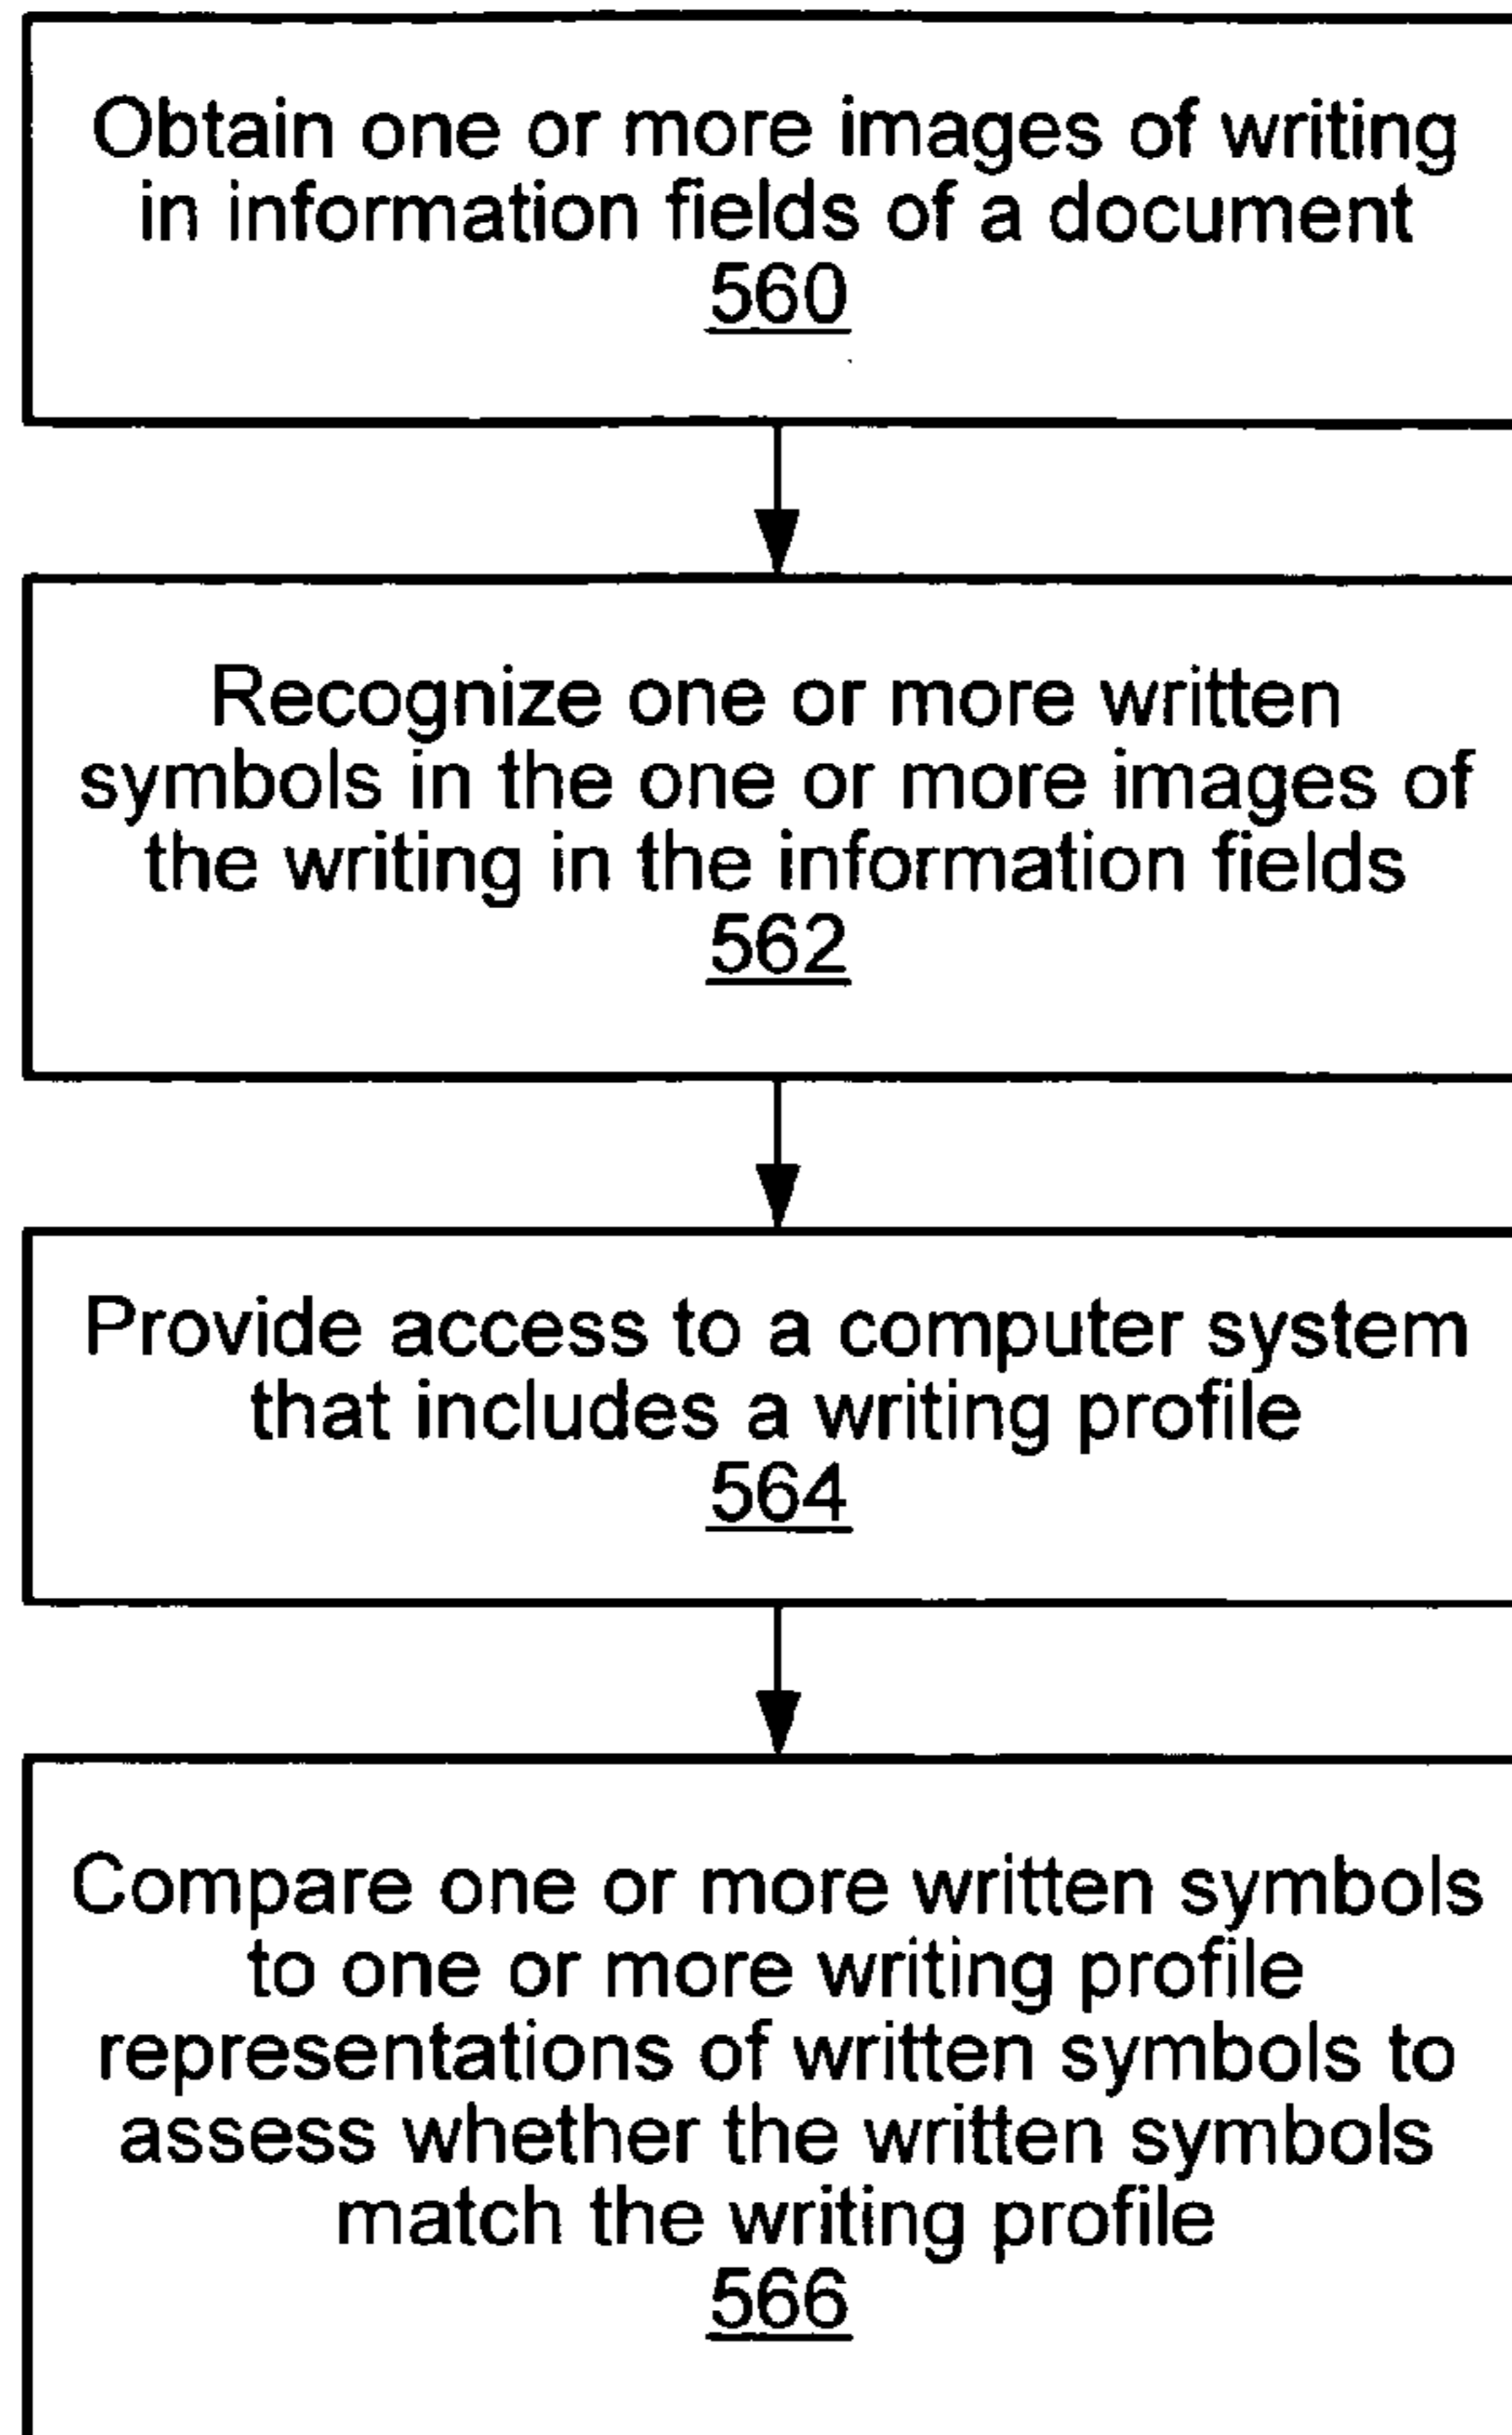 Obtain one or more images of writing
in information fields of a document
560
Recognize one or more written
symbols in the one or more images of
the writing in the information fields
562
Provide access to a computer system
that includes a writing profile
564
Compare one or more written symbols
to one or more writing profile
representations of written symbols to
assess whether the written symbols
match the writing profile
566